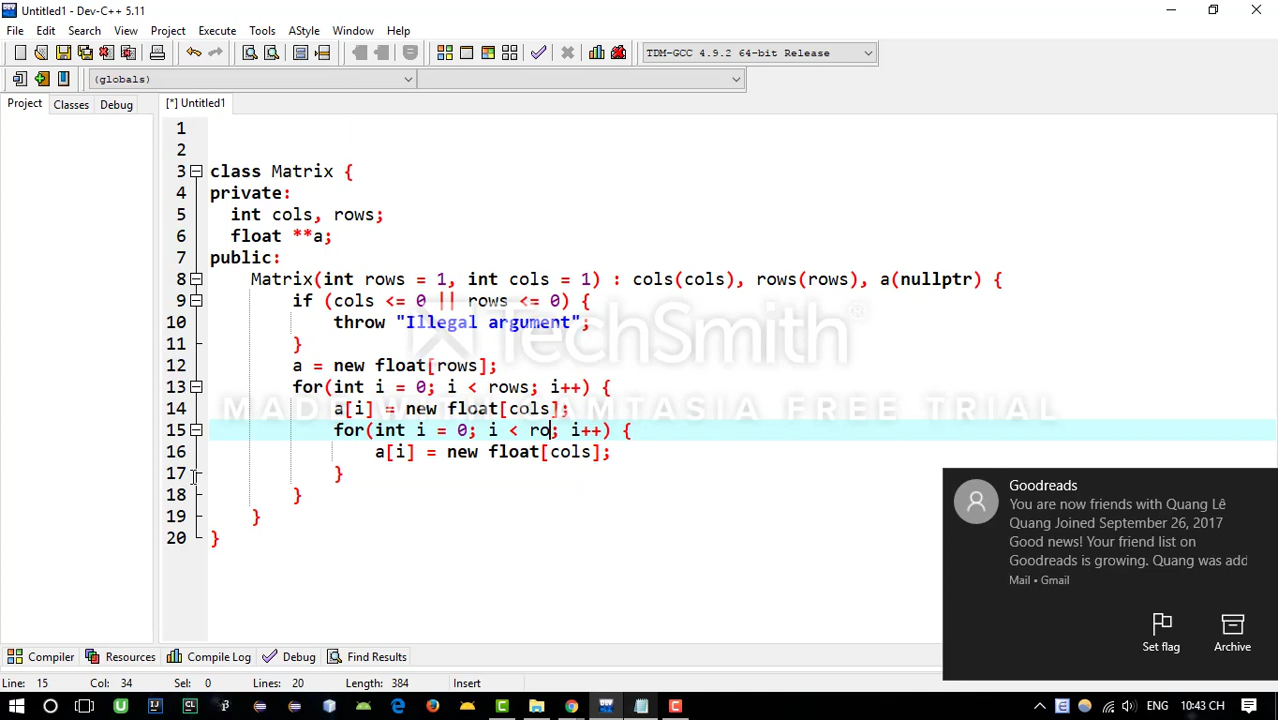 Untitled1 - Dev-C++ 5.11
File Edit Search View Project Execute Tools AStyle Window Help
TDM-GCC 4.9.2 64-bit Release
(globals)
Project Classes Debug [*] Untitled1
1
2
3 class Matrix {
4 private:
5 int cols, rows;
6 float **a;
7 public:
8 Matrix(int rows = 1, int cols = 1) : cols(cols), rows(rows), a(nullptr) {
9 if (cols <= 0 || rows <= 0) {
10 throw "Illegal argument";
11 }
12 a = new float[rows];
13 for(int i = 0; i < rows; i++) {
14 a[i] = new float[cols];
15 for(int i = 0; i < ro; i++) {
16 a[i] = new float[cols];
17 }
18 }
19 }
20 }
TechSmith®
MADE WITH CAMTASIA FREE TRIAL
Goodreads
You are now friends with Quang Lê
Quang Joined September 26, 2017
Good news! Your friend list on
Goodreads is growing. Quang was add
Mail • Gmail
Set flag Archive
Compiler Resources Compile Log Debug Find Results
Line: 15 Col: 34 Sel: 0 Lines: 20 Length: 384 Insert
ENG 10:43 CH